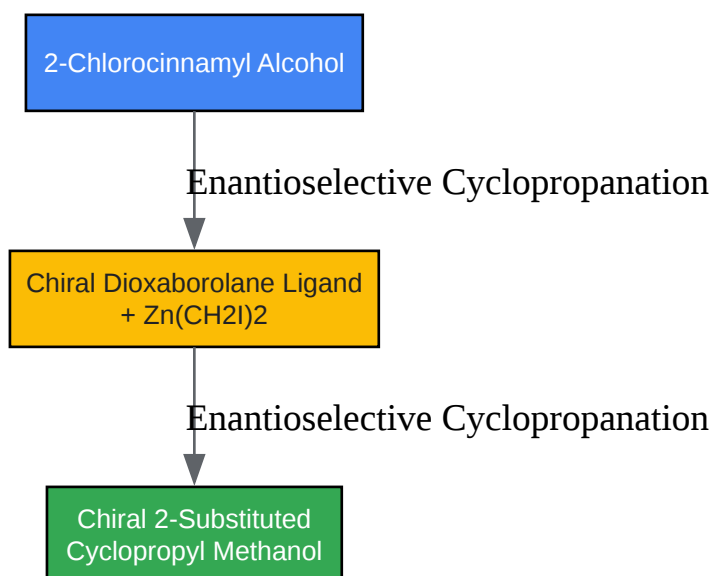 2-Chlorocinnamyl Alcohol
Enantioselective Cyclopropanation
Chiral Dioxaborolane Ligand
+ Zn(CH2I)2
Enantioselective Cyclopropanation
Chiral 2-Substituted
Cyclopropyl Methanol